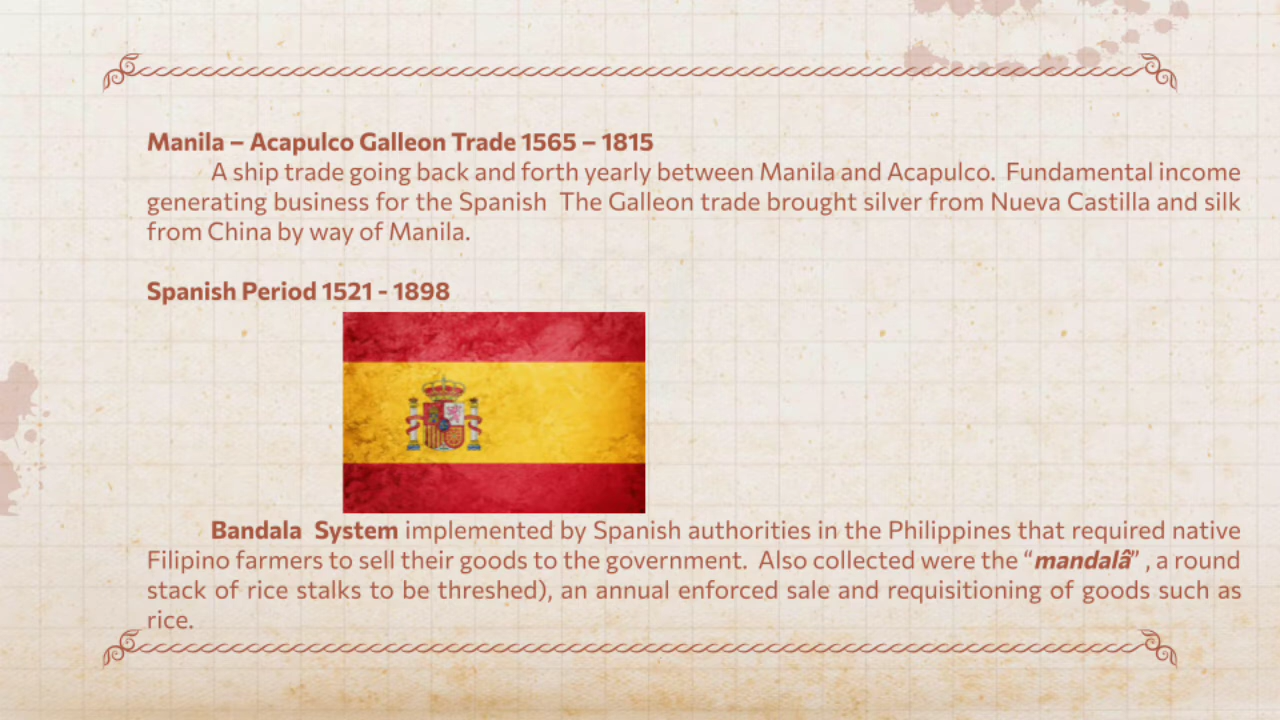 Manila – Acapulco Galleon Trade 1565 – 1815
A ship trade going back and forth yearly between Manila and Acapulco.  Fundamental income
generating business for the Spanish  The Galleon trade brought silver from Nueva Castilla and silk
from China by way of Manila.
Spanish Period 1521 - 1898
Bandala  System implemented by Spanish authorities in the Philippines that required native
Filipino farmers to sell their goods to the government.  Also collected were the “mandalâ” , a round
stack of rice stalks to be threshed), an annual enforced sale and requisitioning of goods such as
rice.